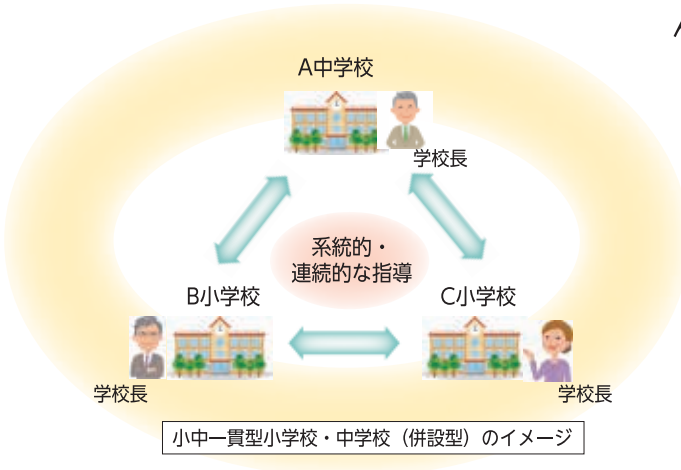 A中学校
学校長
系統的・
連続的な指導
B小学校
C小学校
学校長
学校長
小中一貫型小学校・中学校（併設型）のイメージ